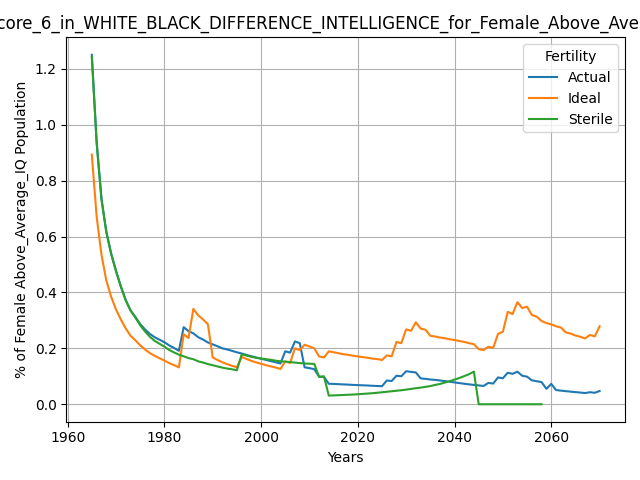 core_6_in_WHITE_BLACK_DIFFERENCE_INTELLIGENCE_for_Female_Above_Ave
Fertility
Actual
Ideal
Sterile
% of Female Above_Average_IQ Population
1.2
1.0
0.8
0.6
0.4
0.2
0.0
1960 1980 2000 2020 2040 2060
Years